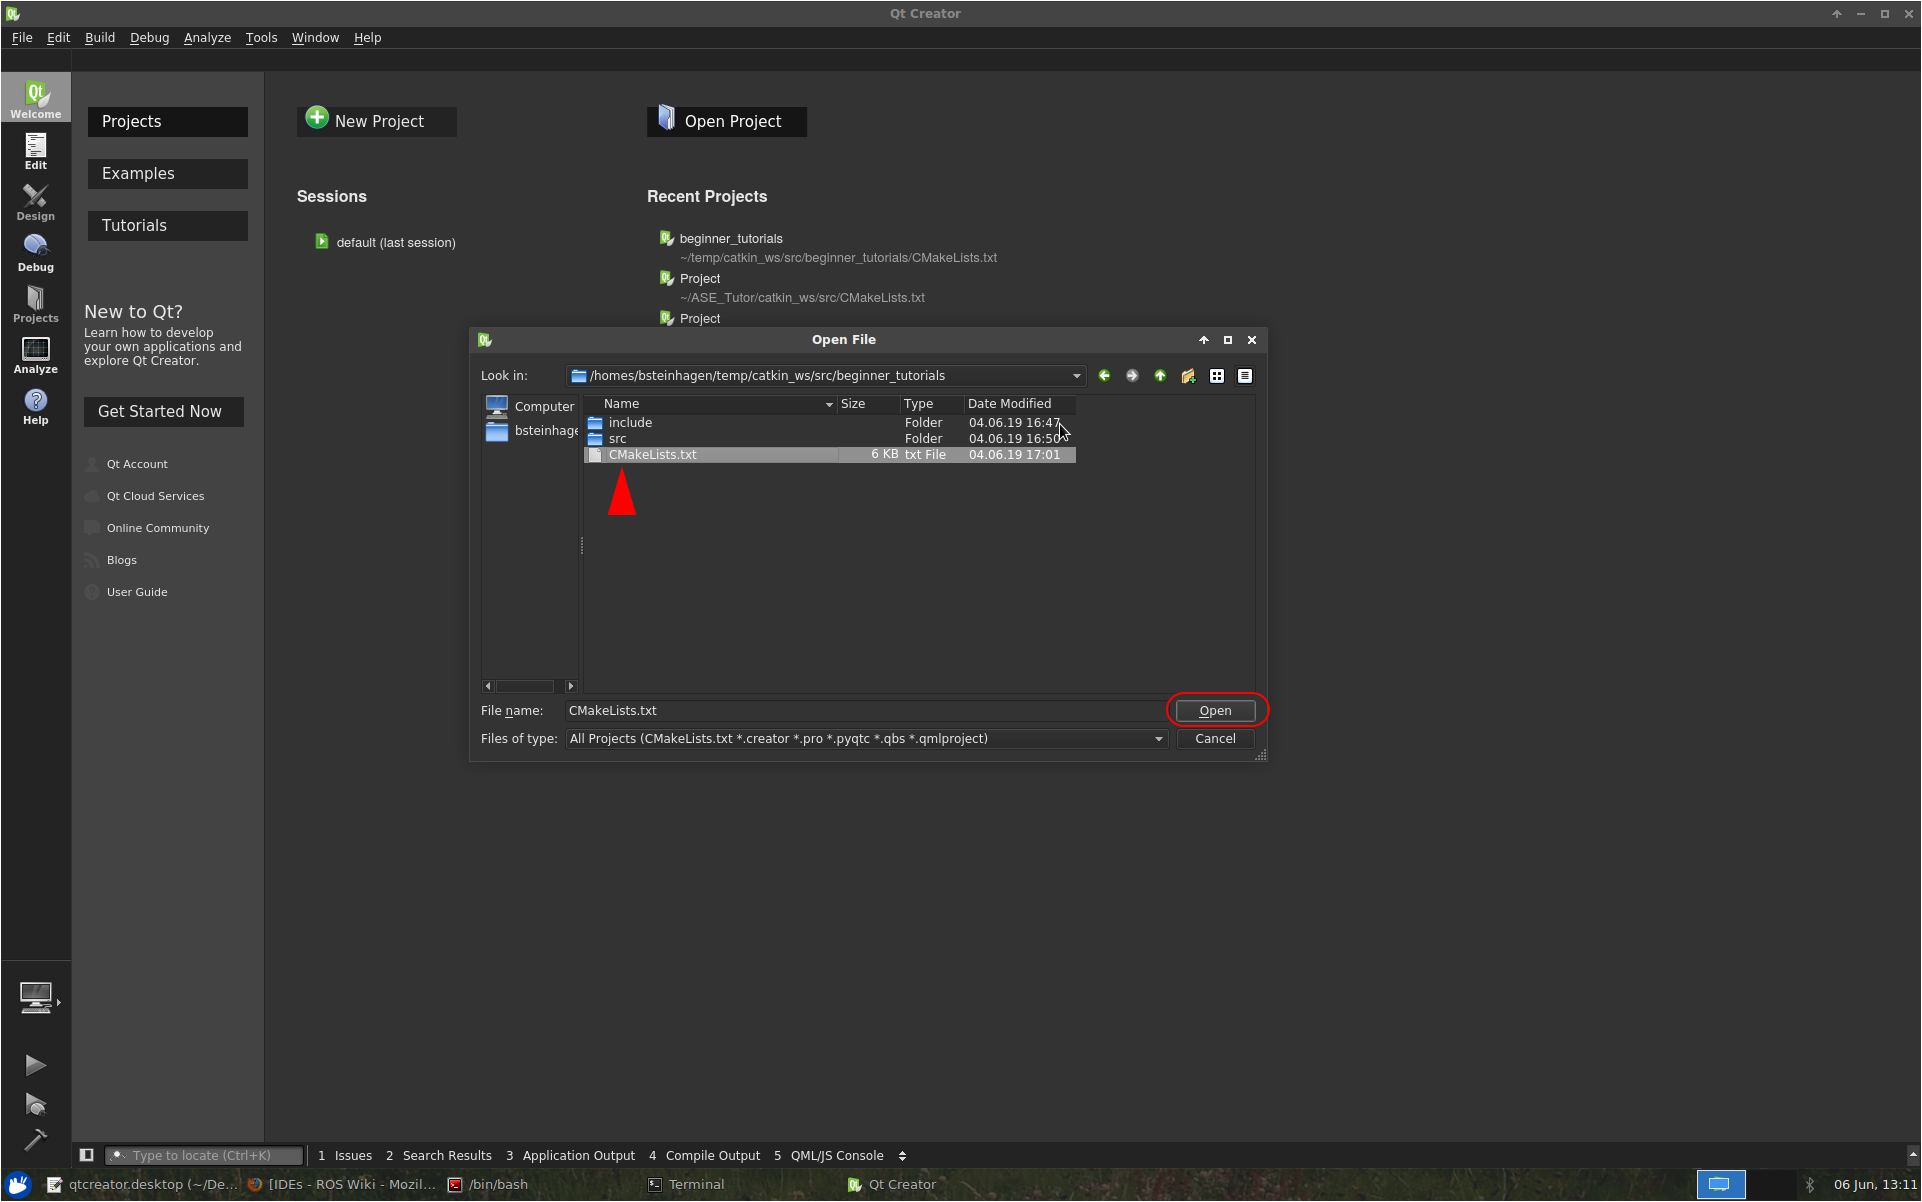 Qt Creator
File Edit Build Debug Analyze Tools Window Help
Qt
Welcome
Edit
Design
Debug
Projects
Analyze
Help
Projects
Examples
Tutorials
New to Qt?
Learn how to develop
your own applications and
explore Qt Creator.
Get Started Now
Qt Account
Qt Cloud Services
Online Community
Blogs
User Guide
New Project
Open Project
Sessions
default (last session)
Recent Projects
beginner_tutorials
~/temp/catkin_ws/src/beginner_tutorials/CMakeLists.txt
Project
~/ASE_Tutor/catkin_ws/src/CMakeLists.txt
Project
Open File
Look in: /homes/bsteinhagen/temp/catkin_ws/src/beginner_tutorials
Computer
bsteinhage
Name Size Type Date Modified
include Folder 04.06.19 16:47
src Folder 04.06.19 16:50
CMakeLists.txt 6 KB txt File 04.06.19 17:01
File name: CMakeLists.txt Open
Files of type: All Projects (CMakeLists.txt *.creator *.pro *.pyqtc *.qbs *.qmlproject) Cancel
Type to locate (Ctrl+K) 1 Issues 2 Search Results 3 Application Output 4 Compile Output 5 QML/JS Console
qtcreator.desktop (~/De... [IDEs - ROS Wiki - Mozil... /bin/bash Terminal Qt Creator 06 Jun, 13:11